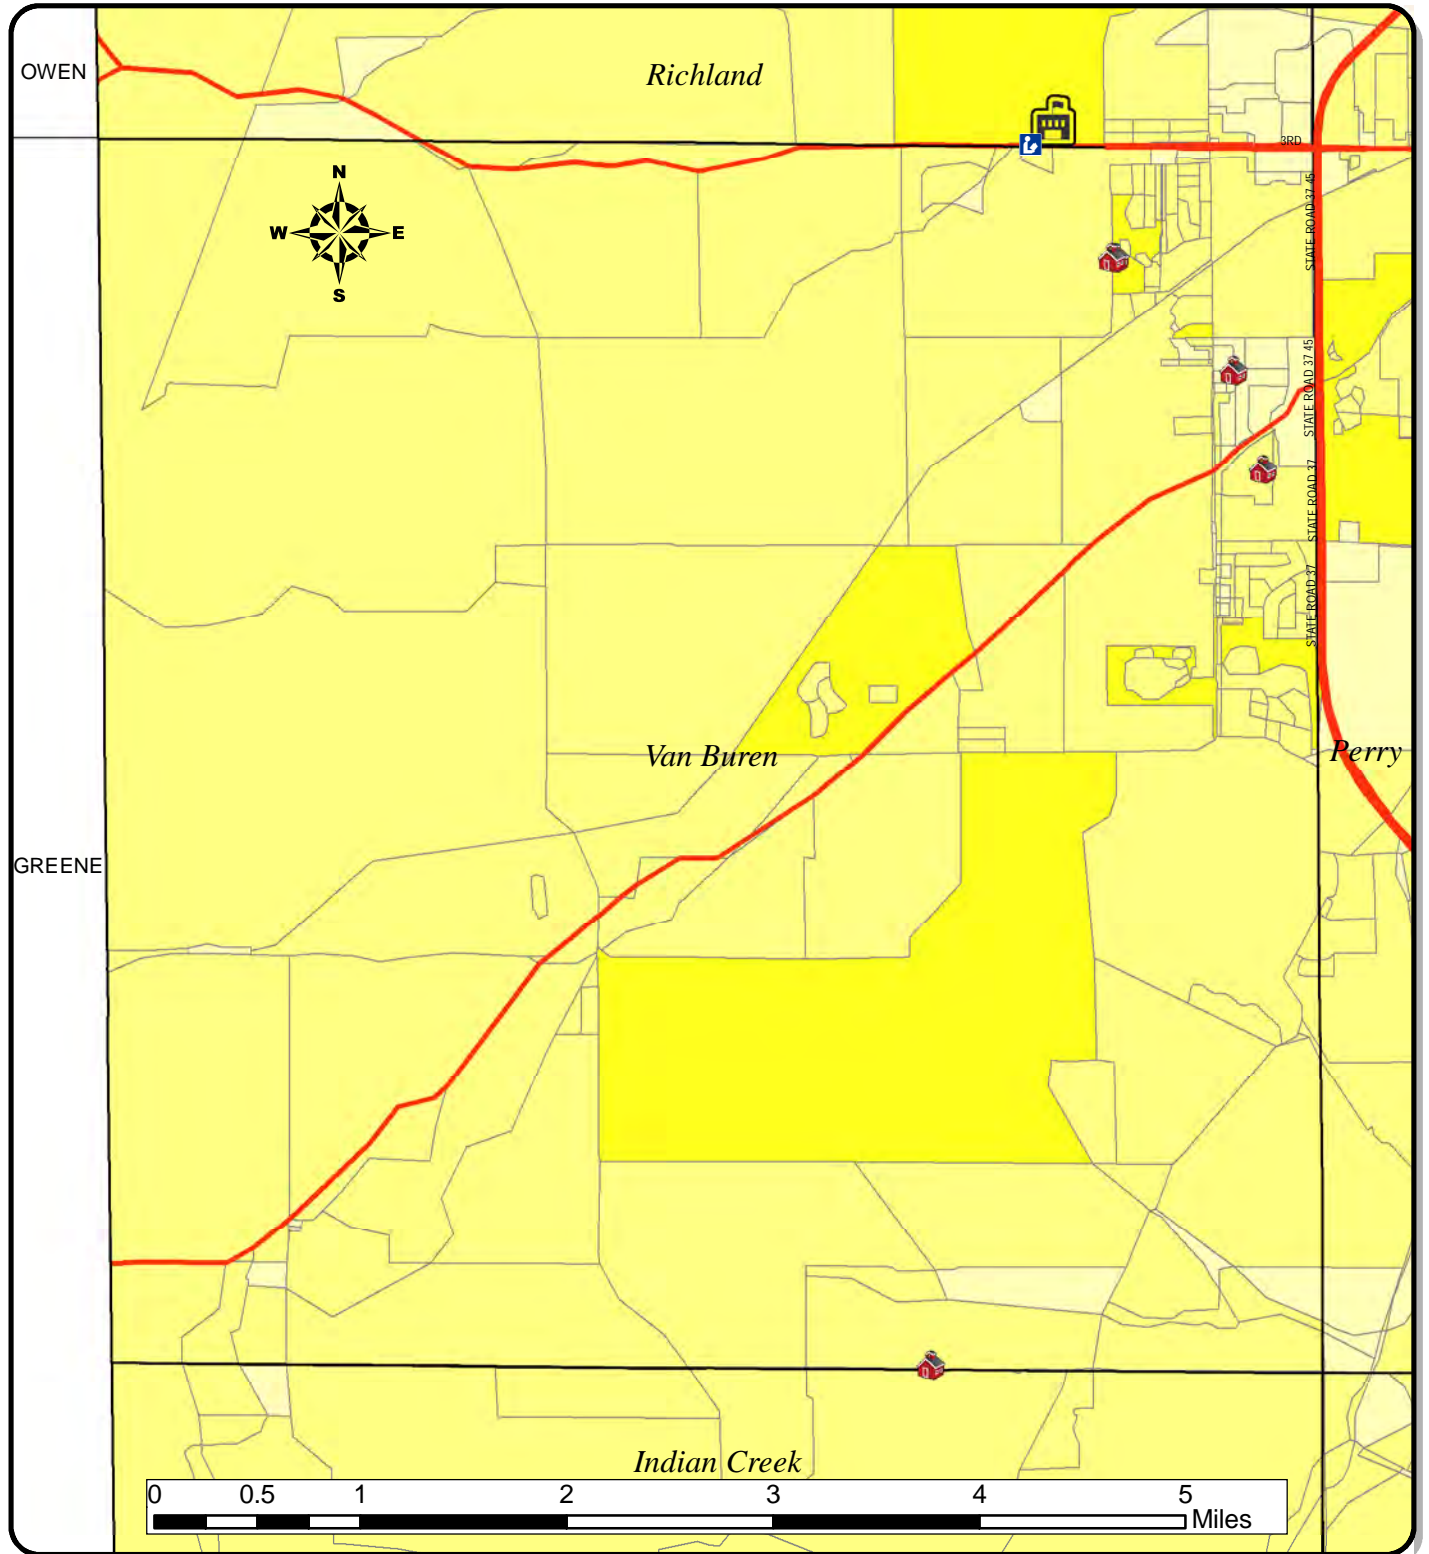 OWEN
Richland
3RD
N
W E
S
STATE ROAD 37 45
STATE ROAD 37 45
STATE ROAD 37
STATE ROAD 37
Van Buren
Perry
GREENE
Indian Creek
0 0.5 1 2 3 4 5
Miles